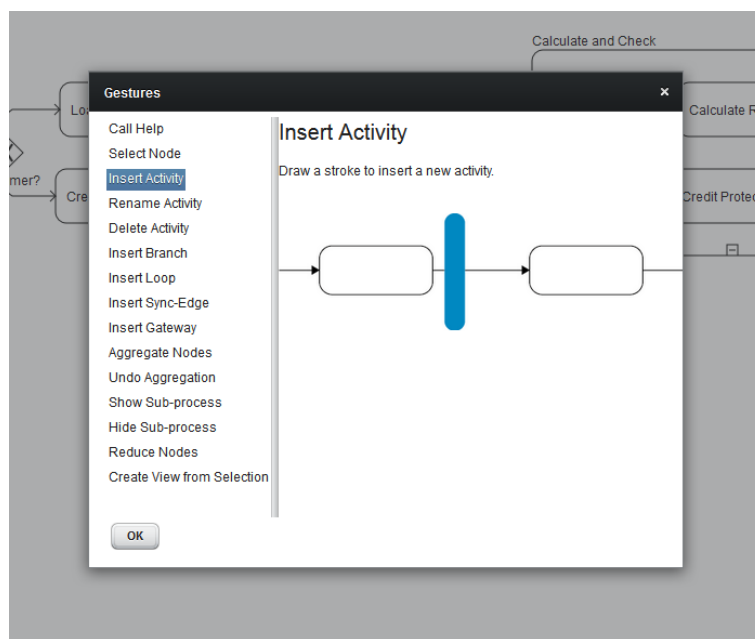 Calculate and Check
Gestures
×
Lo
Calculate R
mer?
Cre
Credit Protec
Call Help
Select Node
Insert Activity
Rename Activity
Delete Activity
Insert Branch
Insert Loop
Insert Sync-Edge
Insert Gateway
Aggregate Nodes
Undo Aggregation
Show Sub-process
Hide Sub-process
Reduce Nodes
Create View from Selection
Insert Activity
Draw a stroke to insert a new activity.
OK